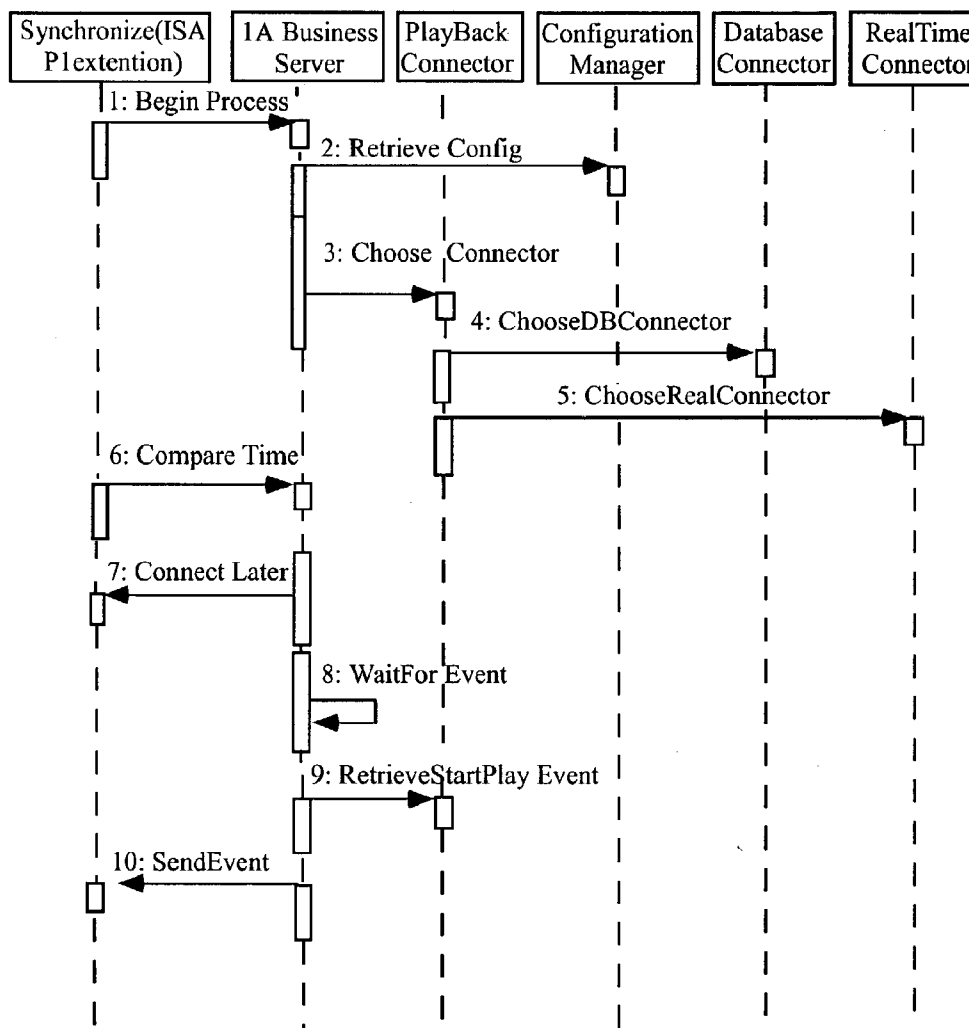 Synchronize(ISA
P1extention)
1A Business
Server
PlayBack
Connector
Configuration
Manager
Database
Connector
RealTime
Connector
1: Begin Process
2: Retrieve Config
3: Choose Connector
4: ChooseDBConnector
5: ChooseRealConnector
6: Compare Time
7: Connect Later
8: WaitFor Event
9: RetrieveStartPlay Event
10: SendEvent